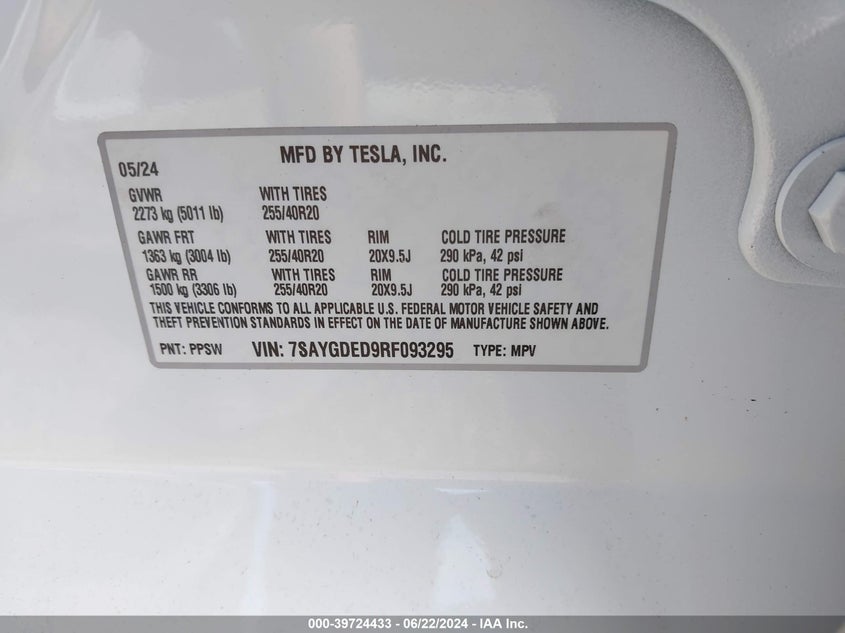 MFD BY TESLA, INC.
05/24
GVWR WITH TIRES
2273 kg (5011 lb) 255/40R20
GAWR FRT WITH TIRES RIM COLD TIRE PRESSURE
1363 kg (3004 lb) 255/40R20 20X9.5J 290 kPa, 42 psi
GAWR RR WITH TIRES RIM COLD TIRE PRESSURE
1500 kg (3306 lb) 255/40R20 20X9.5J 290 kPa, 42 psi
THIS VEHICLE CONFORMS TO ALL APPLICABLE U.S. FEDERAL MOTOR VEHICLE SAFETY AND
THEFT PREVENTION STANDARDS IN EFFECT ON THE DATE OF MANUFACTURE SHOWN ABOVE.
PNT: PPSW VIN: 7SAYGDED9RF093295 TYPE: MPV
000-39724433 - 06/22/2024 - IAA Inc.